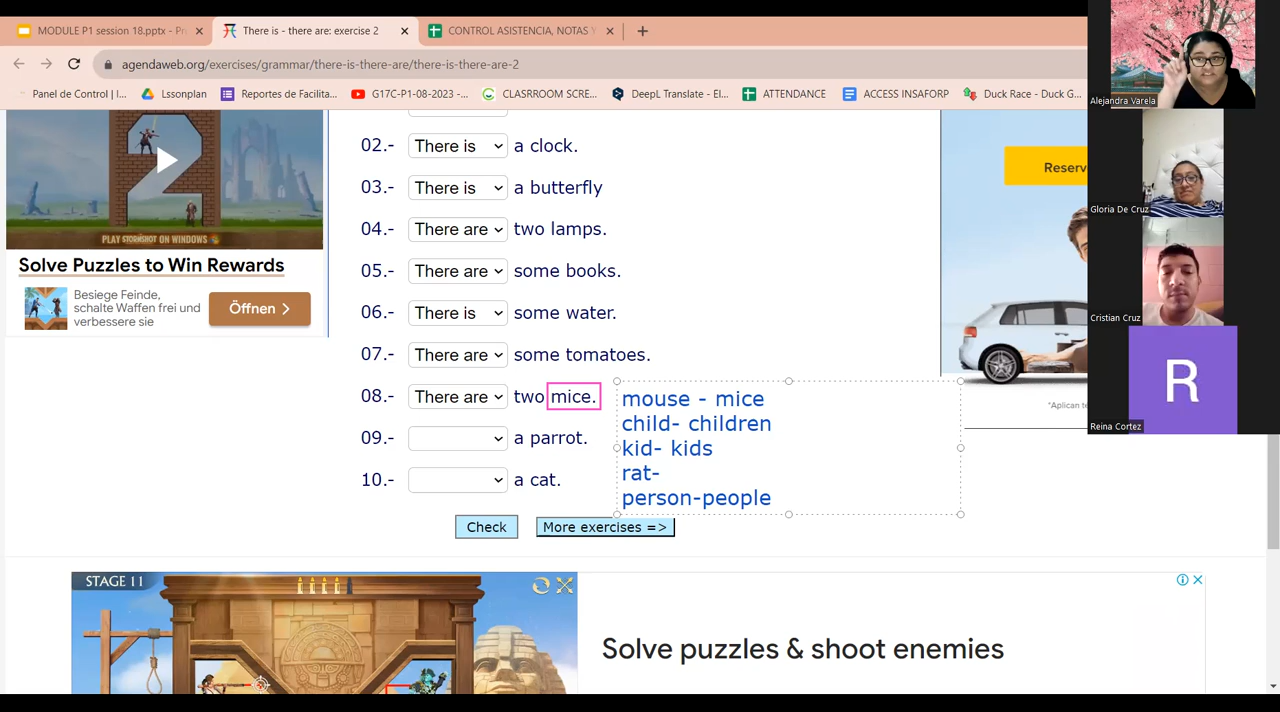 MODULE P1 session 18.pptx - Pr
There is - there are: exercise 2
CONTROL ASISTENCIA, NOTAS Y
agendaweb.org/exercises/grammar/there-is-there-are/there-is-there-are-2
Panel de Control | I...
Lssonplan
Reportes de Facilita...
G17C-P1-08-2023 -...
CLASSROOM SCRE...
DeepL Translate - El...
ATTENDANCE
ACCESS INSAFORP
Duck Race - Duck G...
2
PLAY STORMSHOT ON WINDOWS
Solve Puzzles to Win Rewards
Besiege Feinde,
schalte Waffen frei und
verbessere sie
Öffnen >
02.- There is a clock.
03.- There is a butterfly
04.- There are two lamps.
05.- There are some books.
06.- There is some water.
07.- There are some tomatoes.
08.- There are two mice.
09.- a parrot.
10.- a cat.
mouse - mice
child- children
kid- kids
rat-
person-people
Check
More exercises =>
Reserve
*Aplican te
Alejandra Varela
Gloria De Cruz
Cristian Cruz
R
Reina Cortez
STAGE 11
Solve puzzles & shoot enemies